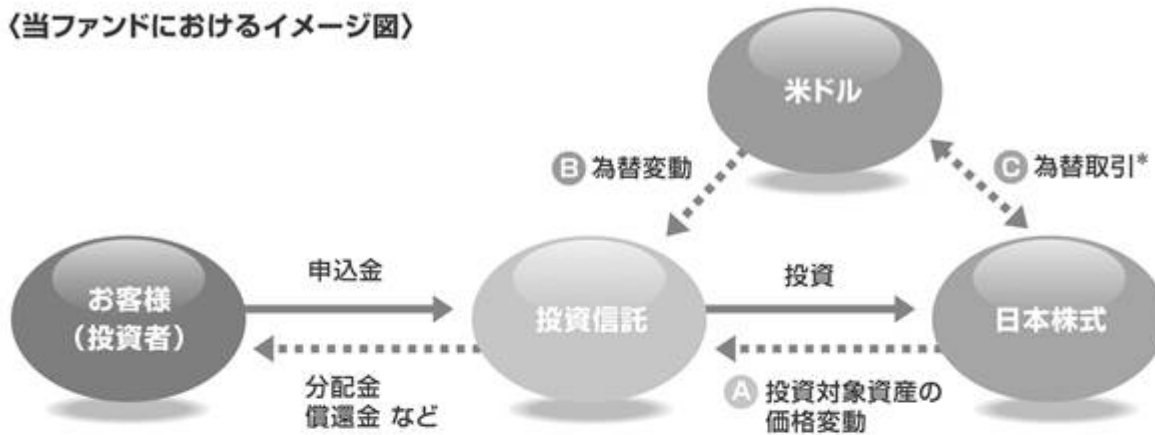 〈当ファンドにおけるイメージ図〉
米ドル
B 為替変動
C 為替取引*
申込金
投資
お客様
(投資者)
投資信託
日本株式
分配金
償還金 など
A 投資対象資産の
価格変動